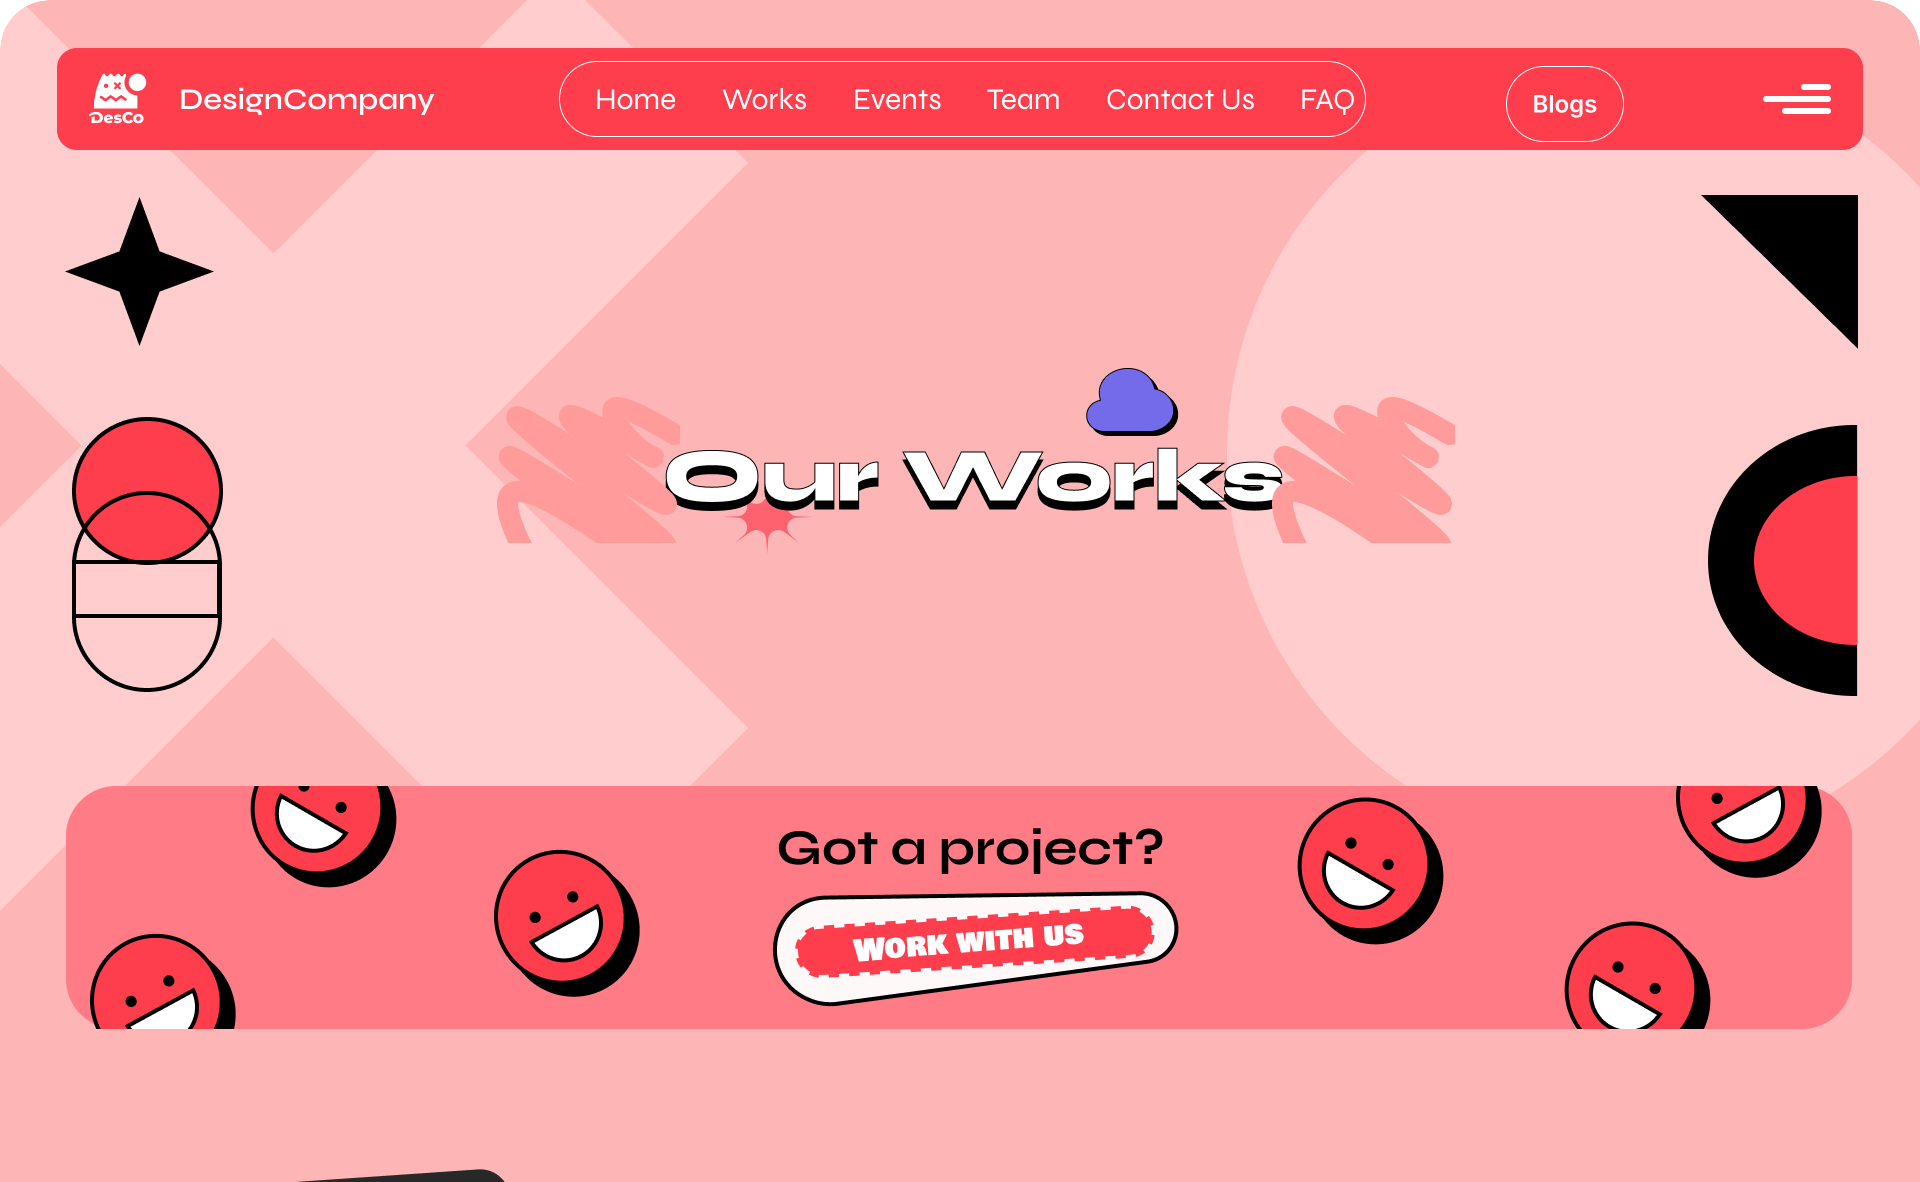 DesCo
DesignCompany
Home Works Events Team Contact Us FAQ
Blogs
Our Works
Got a project?
WORK WITH US